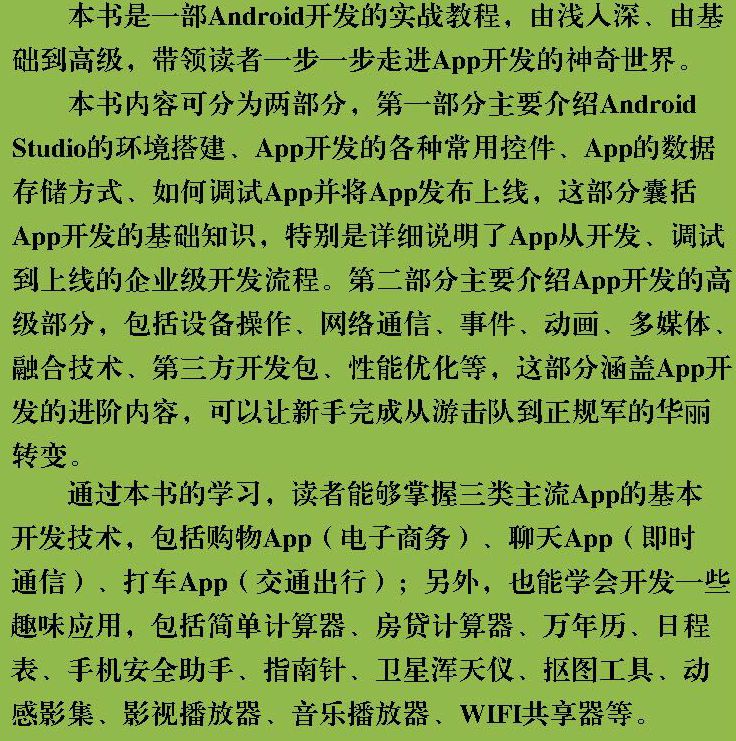 本书是一部Android开发的实战教程，由浅入深、由基
础到高级，带领读者一步一步走进App开发的神奇世界。
本书内容可分为两部分，第一部分主要介绍Android
Studio的环境搭建、App开发的各种常用控件、App的数据
存储方式、如何调试App并将App发布上线，这部分囊括
App开发的基础知识，特别是详细说明了App从开发、调试
到上线的企业级开发流程。第二部分主要介绍App开发的高
级部分，包括设备操作、网络通信、事件、动画、多媒体、
融合技术、第三方开发包、性能优化等，这部分涵盖App开
发的进阶内容，可以让新手完成从游击队到正规军的华丽
转变。
通过本书的学习，读者能够掌握三类主流App的基本
开发技术，包括购物App（电子商务）、聊天App（即时
通信）、打车App（交通出行）；另外，也能学会开发一些
趣味应用，包括简单计算器、房贷计算器、万年历、日程
表、手机安全助手、指南针、卫星浑天仪、抠图工具、动
感影集、影视播放器、音乐播放器、WIFI共享器等。